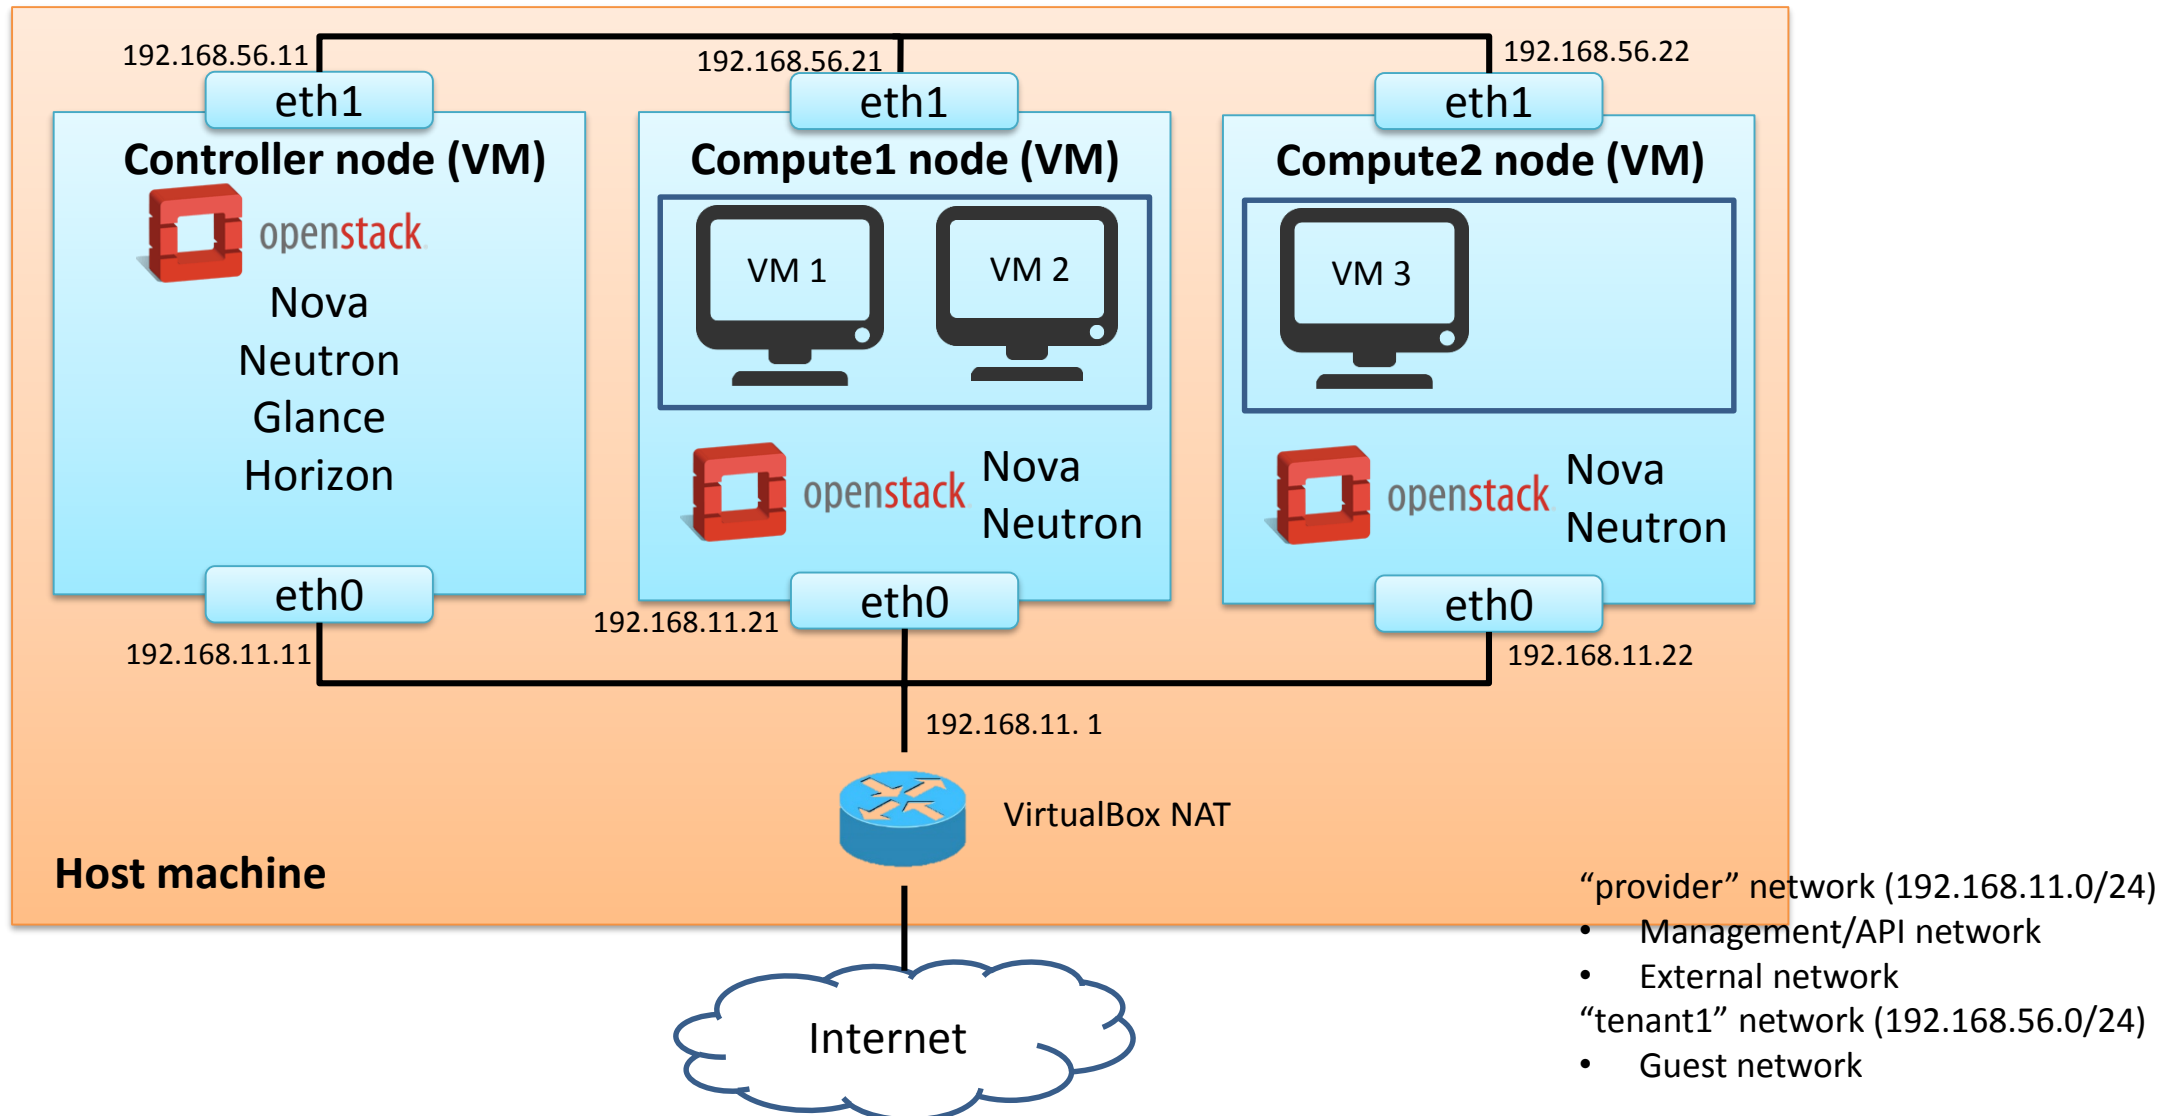 192.168.56.11
192.168.56.21
192.168.56.22
eth1
eth1
eth1
Controller node (VM)
openstack
Nova
Neutron
Glance
Horizon
eth0
192.168.11.11
Compute1 node (VM)
VM 1
VM 2
openstack
Nova
Neutron
eth0
192.168.11.21
Compute2 node (VM)
VM 3
openstack
Nova
Neutron
eth0
192.168.11.22
192.168.11. 1
VirtualBox NAT
Host machine
Internet
“provider” network (192.168.11.0/24)
• Management/API network
• External network
“tenant1” network (192.168.56.0/24)
• Guest network